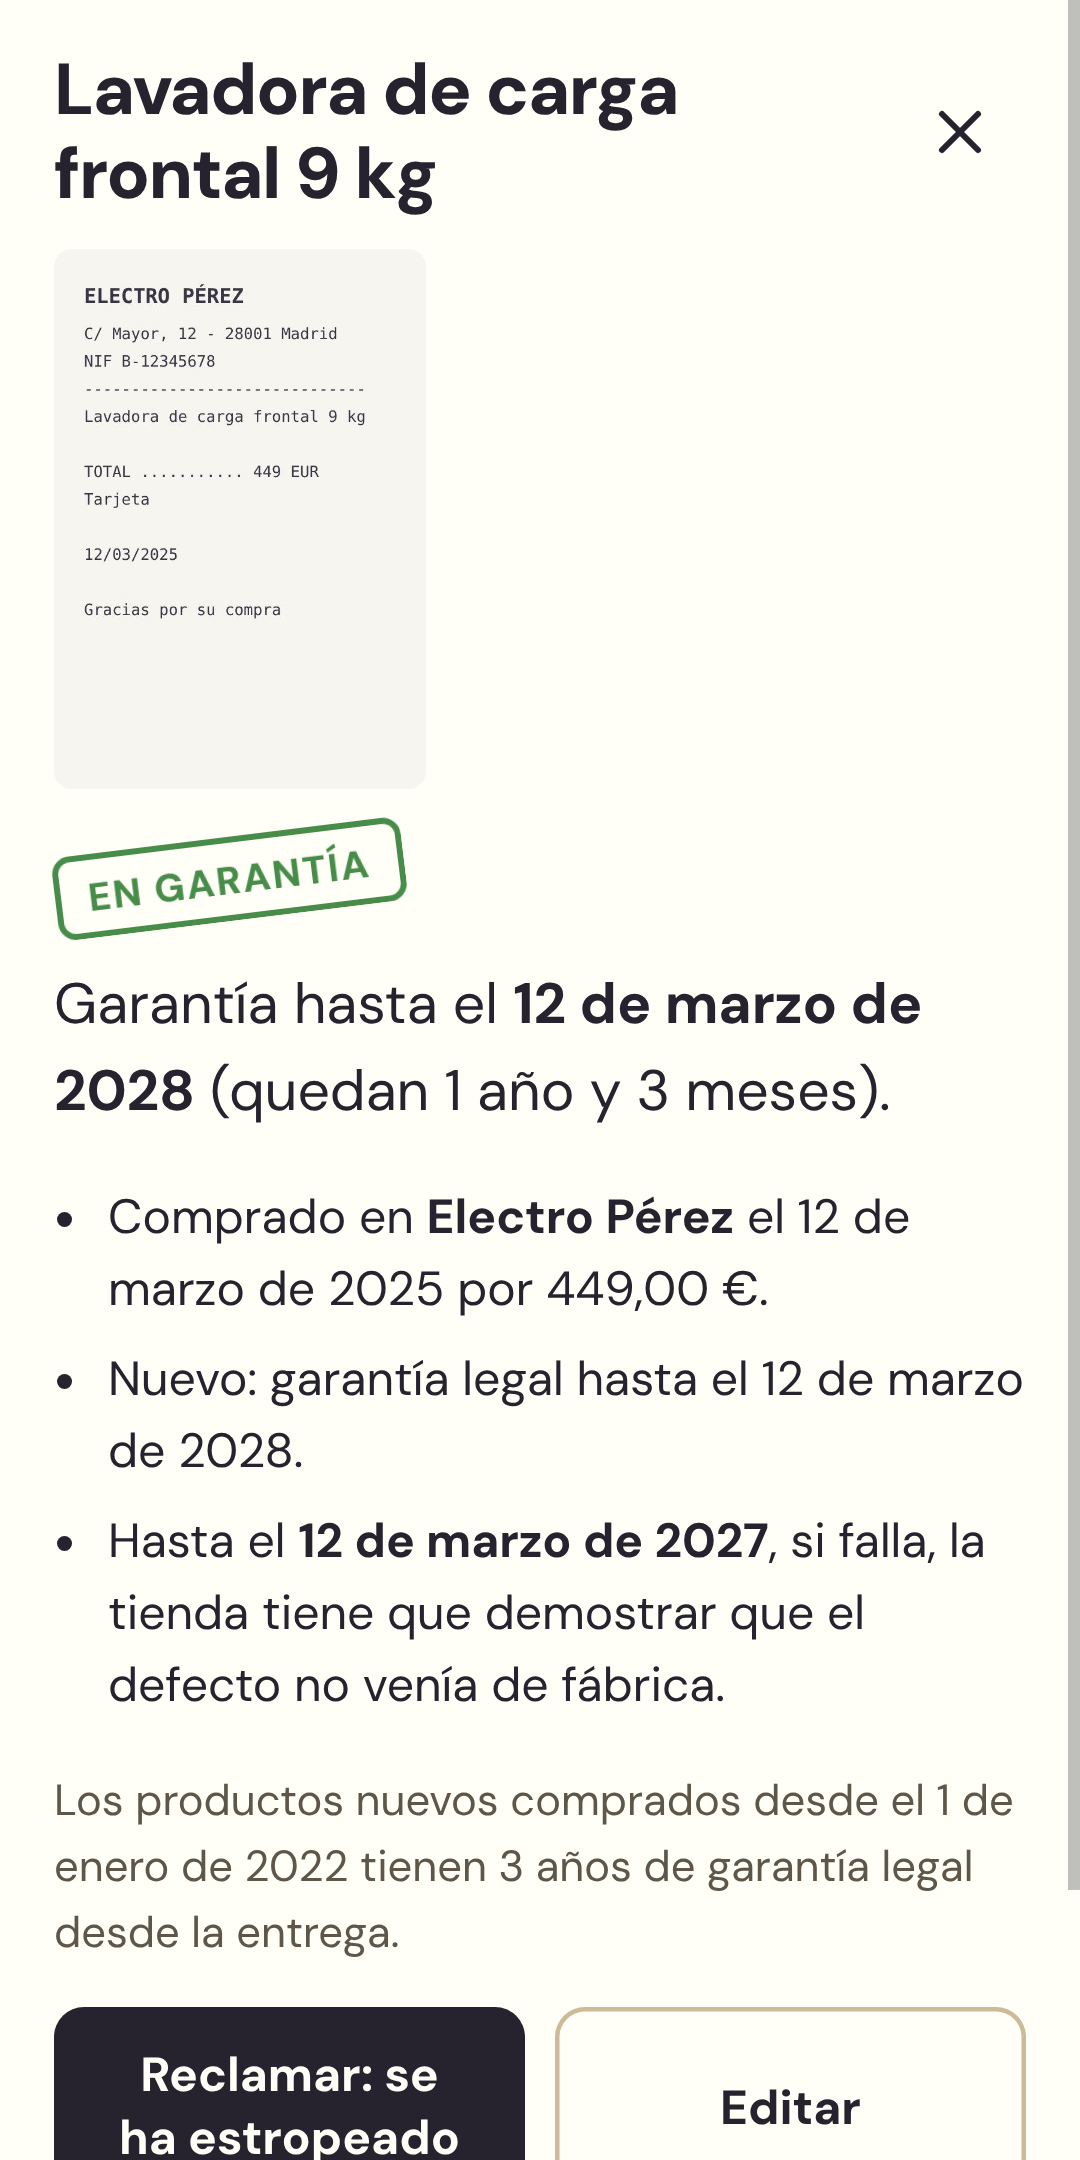 Lavadora de carga
frontal 9 kg
ELECTRO PÉREZ
C/ Mayor, 12 - 28001 Madrid
NIF B-12345678
------------------------------
Lavadora de carga frontal 9 kg
TOTAL ........... 449 EUR
Tarjeta
12/03/2025
Gracias por su compra
EN GARANTÍA
Garantía hasta el 12 de marzo de
2028 (quedan 1 año y 3 meses).
• Comprado en Electro Pérez el 12 de
marzo de 2025 por 449,00 €.
• Nuevo: garantía legal hasta el 12 de marzo
de 2028.
• Hasta el 12 de marzo de 2027, si falla, la
tienda tiene que demostrar que el
defecto no venía de fábrica.
Los productos nuevos comprados desde el 1 de
enero de 2022 tienen 3 años de garantía legal
desde la entrega.
Reclamar: se
ha estropeado
Editar